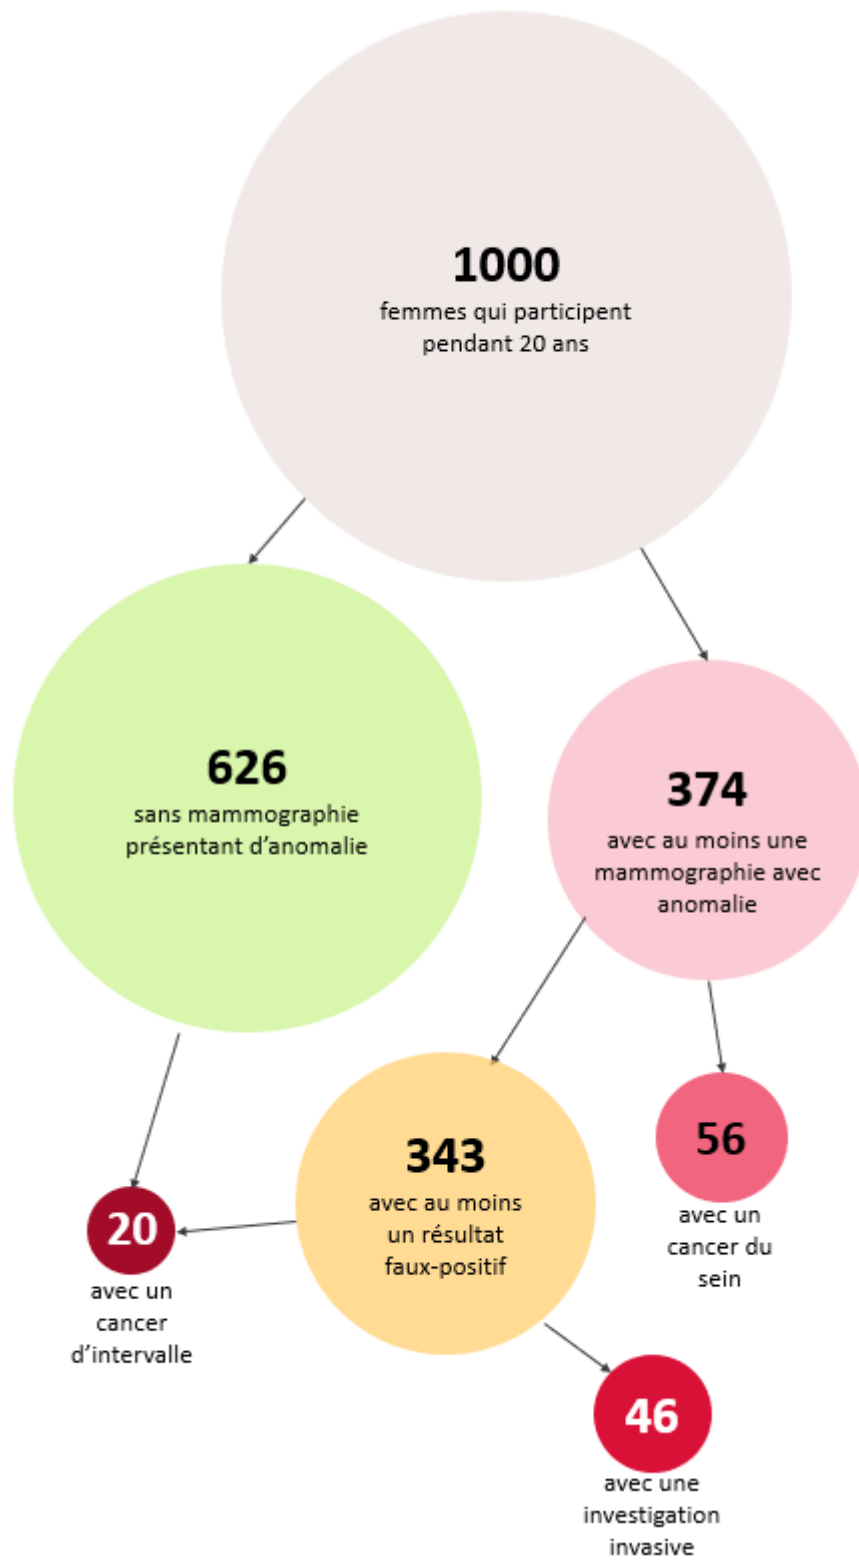 1000
femmes qui participent
pendant 20 ans
626
sans mammographie
présentant d’anomalie
374
avec au moins une
mammographie avec
anomalie
343
avec au moins
un résultat
faux-positif
56
avec un
cancer du
sein
20
avec un
cancer
d’intervalle
46
avec une
investigation
invasive